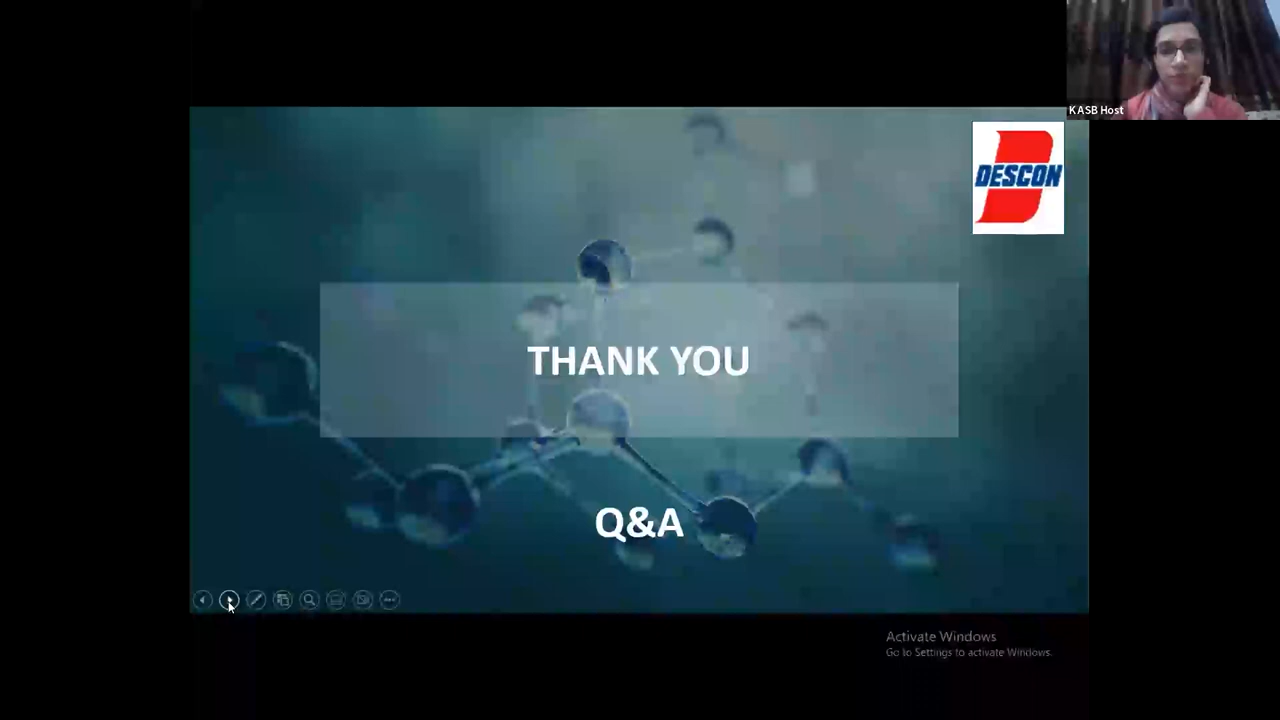 KASB Host
DESCON
THANK YOU
Q&A
Activate Windows
Go to Settings to activate Windows.